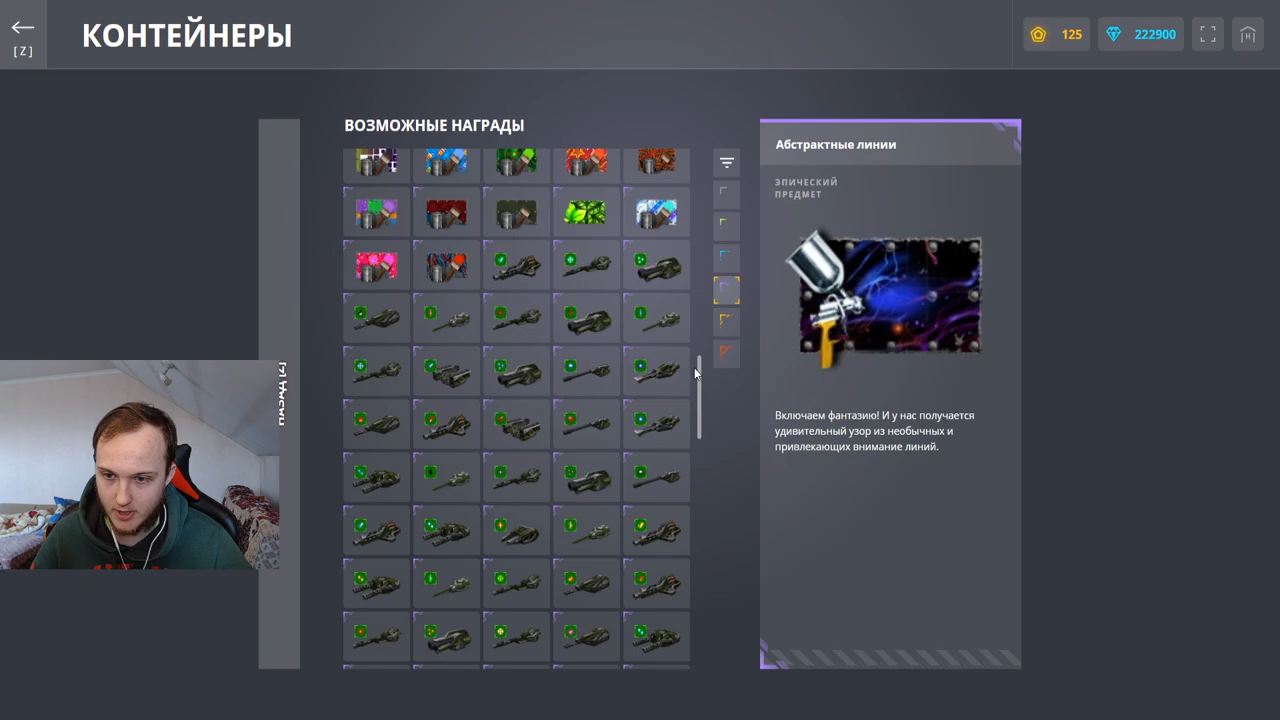 [Z]
КОНТЕЙНЕРЫ
125
222900
ВОЗМОЖНЫЕ НАГРАДЫ
Абстрактные линии
ЭПИЧЕСКИЙ
ПРЕДМЕТ
Включаем фантазию! И у нас получается
удивительный узор из необычных и
привлекающих внимание линий.
НАЗАД [Z]